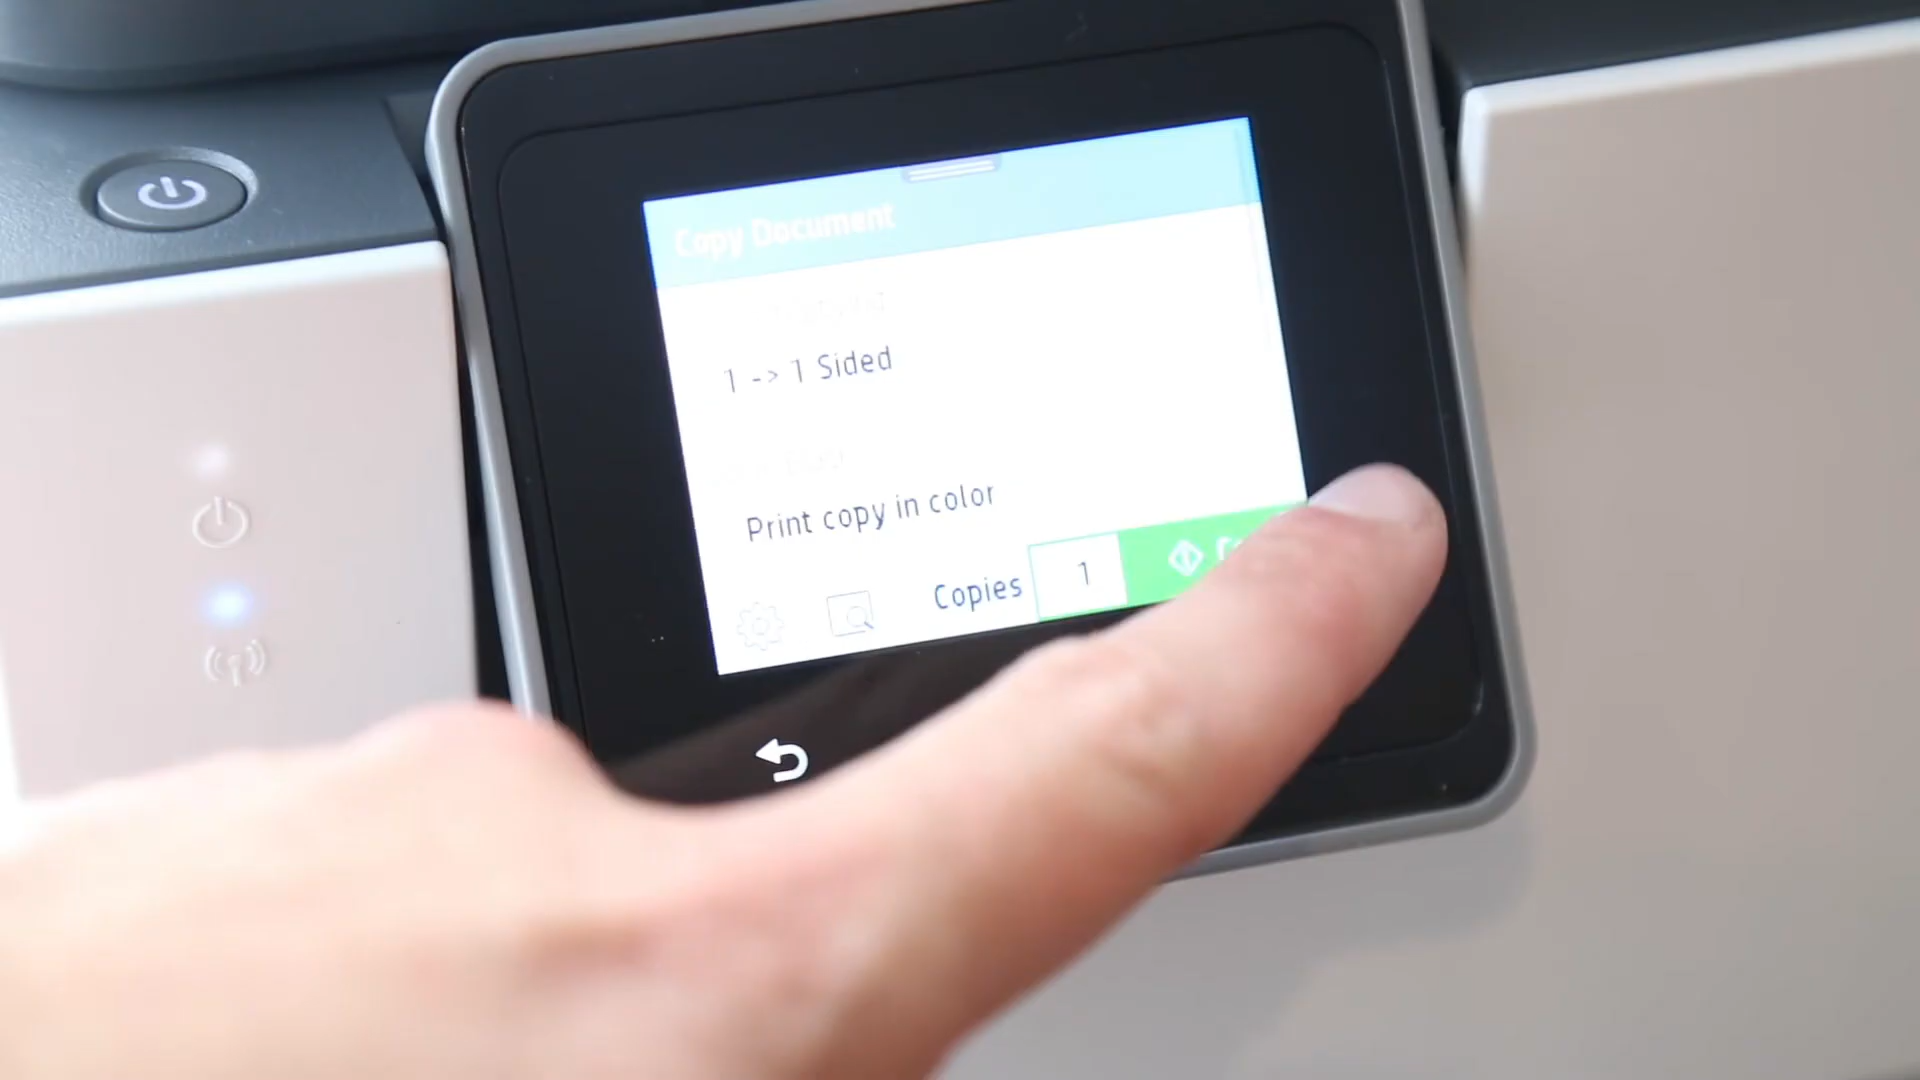 Copy Document
1 -> 1 Sided
Print copy in color
Copies 1